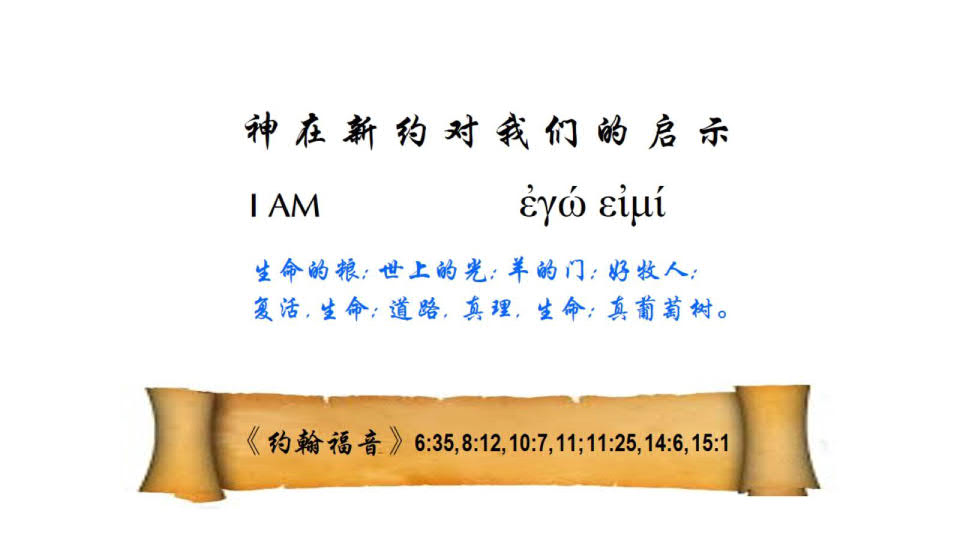 神在新约对我们的启示
I AM ἐγώ εἰμί
生命的粮; 世上的光; 羊的门; 好牧人;
复活, 生命; 道路, 真理, 生命; 真葡萄树。
《约翰福音》6:35, 8:12, 10:7, 11; 11:25, 14:6, 15:1